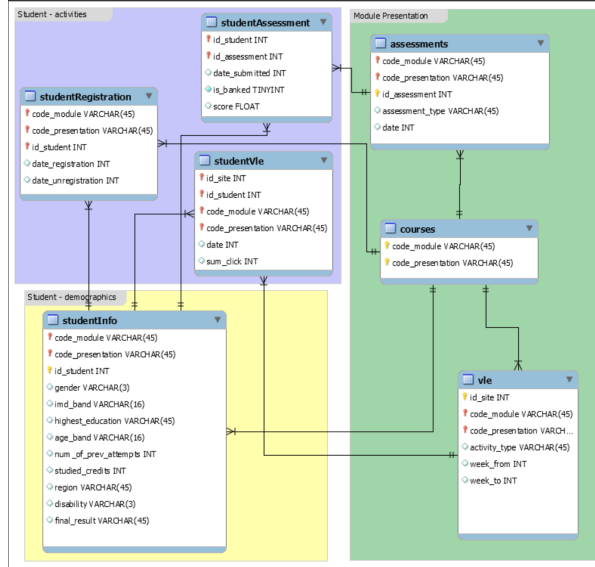 Student - activities
studentAssessment
id_student INT
id_assessment INT
date_submitted INT
is_banked TINYINT
score FLOAT
studentRegistration
code_module VARCHAR(45)
code_presentation VARCHAR(45)
id_student INT
date_registration INT
date_unregistration INT
studentVle
id_site INT
id_student INT
code_module VARCHAR(45)
code_presentation VARCHAR(45)
date INT
sum_click INT
Student - demographics
studentInfo
code_module VARCHAR(45)
code_presentation VARCHAR(45)
id_student INT
gender VARCHAR(3)
imd_band VARCHAR(16)
highest_education VARCHAR(45)
age_band VARCHAR(16)
num_of_prev_attempts INT
studied_credits INT
region VARCHAR(45)
disability VARCHAR(3)
final_result VARCHAR(45)
Module Presentation
assessments
code_module VARCHAR(45)
code_presentation VARCHAR(45)
id_assessment INT
assessment_type VARCHAR(45)
date INT
courses
code_module VARCHAR(45)
code_presentation VARCHAR(45)
vle
id_site INT
code_module VARCHAR(45)
code_presentation VARCH...
activity_type VARCHAR(45)
week_from INT
week_to INT